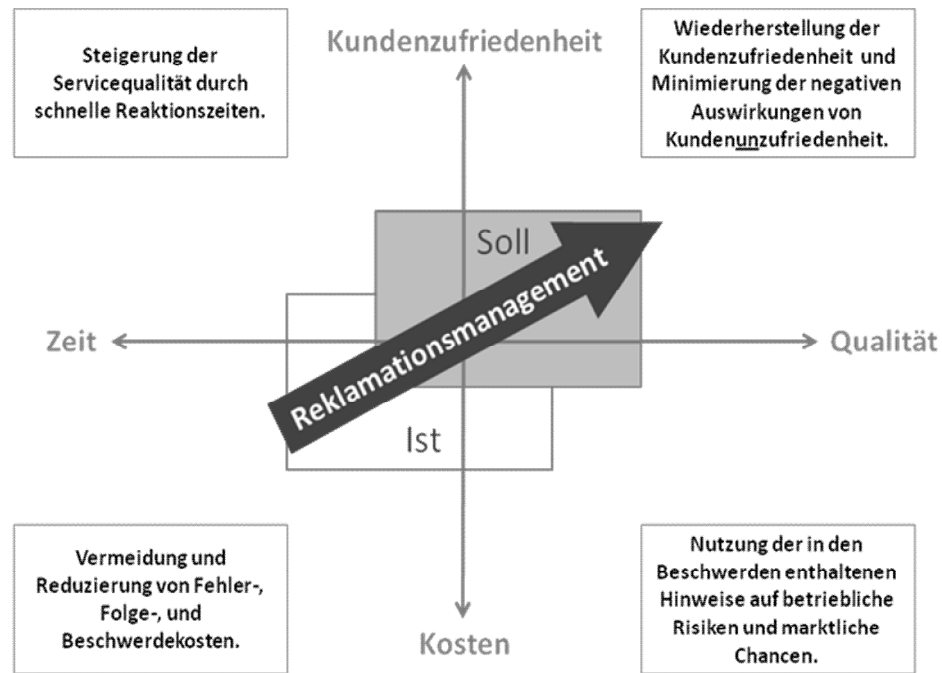 Steigerung der
Servicequalität durch
schnelle Reaktionszeiten.
Kundenzufriedenheit
Wiederherstellung der
Kundenzufriedenheit und
Minimierung der negativen
Auswirkungen von
Kundenunzufriedenheit.
Soll
Reklamationsmanagement
Zeit
Qualität
Ist
Vermeidung und
Reduzierung von Fehler-,
Folge-, und
Beschwerdekosten.
Kosten
Nutzung der in den
Beschwerden enthaltenen
Hinweise auf betriebliche
Risiken und marktliche
Chancen.